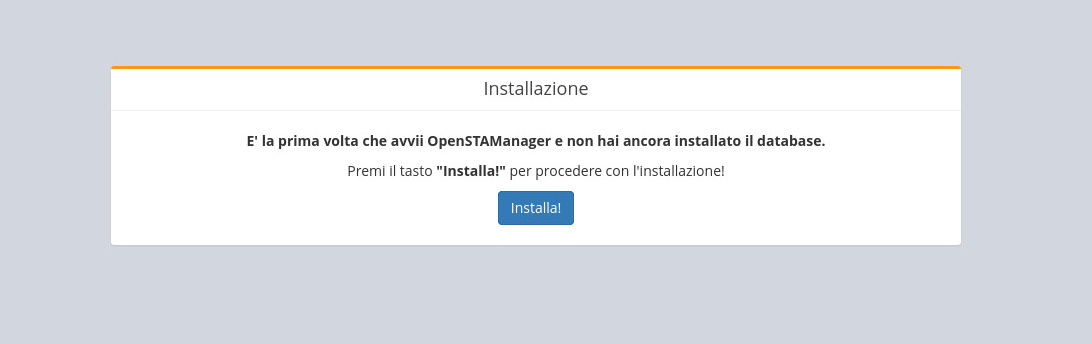 Installazione
E' la prima volta che avvii OpenSTAManager e non hai ancora installato il database.
Premi il tasto "Installa!" per procedere con l'installazione!
Installa!